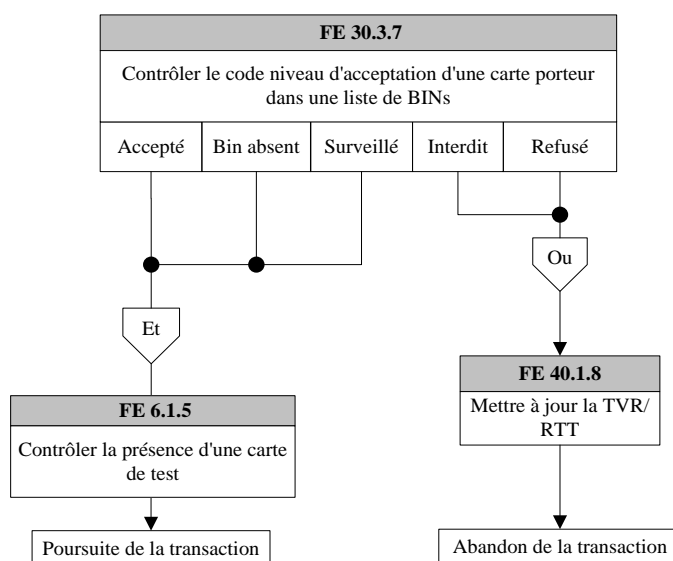 FE 30.3.7
Contrôler le code niveau d'acceptation d'une carte porteur
dans une liste de BINs
Accepté
Bin absent
Surveillé
Interdit
Refusé
Ou
Et
FE 40.1.8
Mettre à jour la TVR/
RTT
FE 6.1.5
Contrôler la présence d'une carte
de test
Poursuite de la transaction
Abandon de la transaction